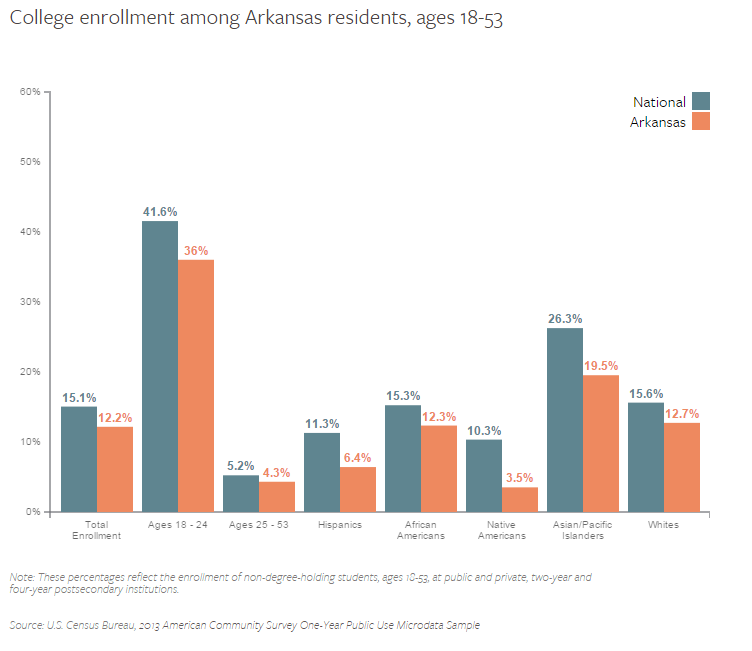 College enrollment among Arkansas residents, ages 18-53
60%
National
Arkansas
50%
41.6%
40%
36%
30%
26.3%
20%
19.5%
15.1%
12.2%
15.3%
12.3%
15.6%
12.7%
11.3%
10.3%
10%
5.2%
4.3%
6.4%
3.5%
0%
Total
Enrollment
Ages 18 - 24
Ages 25 - 53
Hispanics
African
Americans
Native
Americans
Asian/Pacific
Islanders
Whites
Note: These percentages reflect the enrollment of non-degree-holding students, ages 18-53, at public and private, two-year and
four-year postsecondary institutions.
Source: U.S. Census Bureau, 2013 American Community Survey One-Year Public Use Microdata Sample